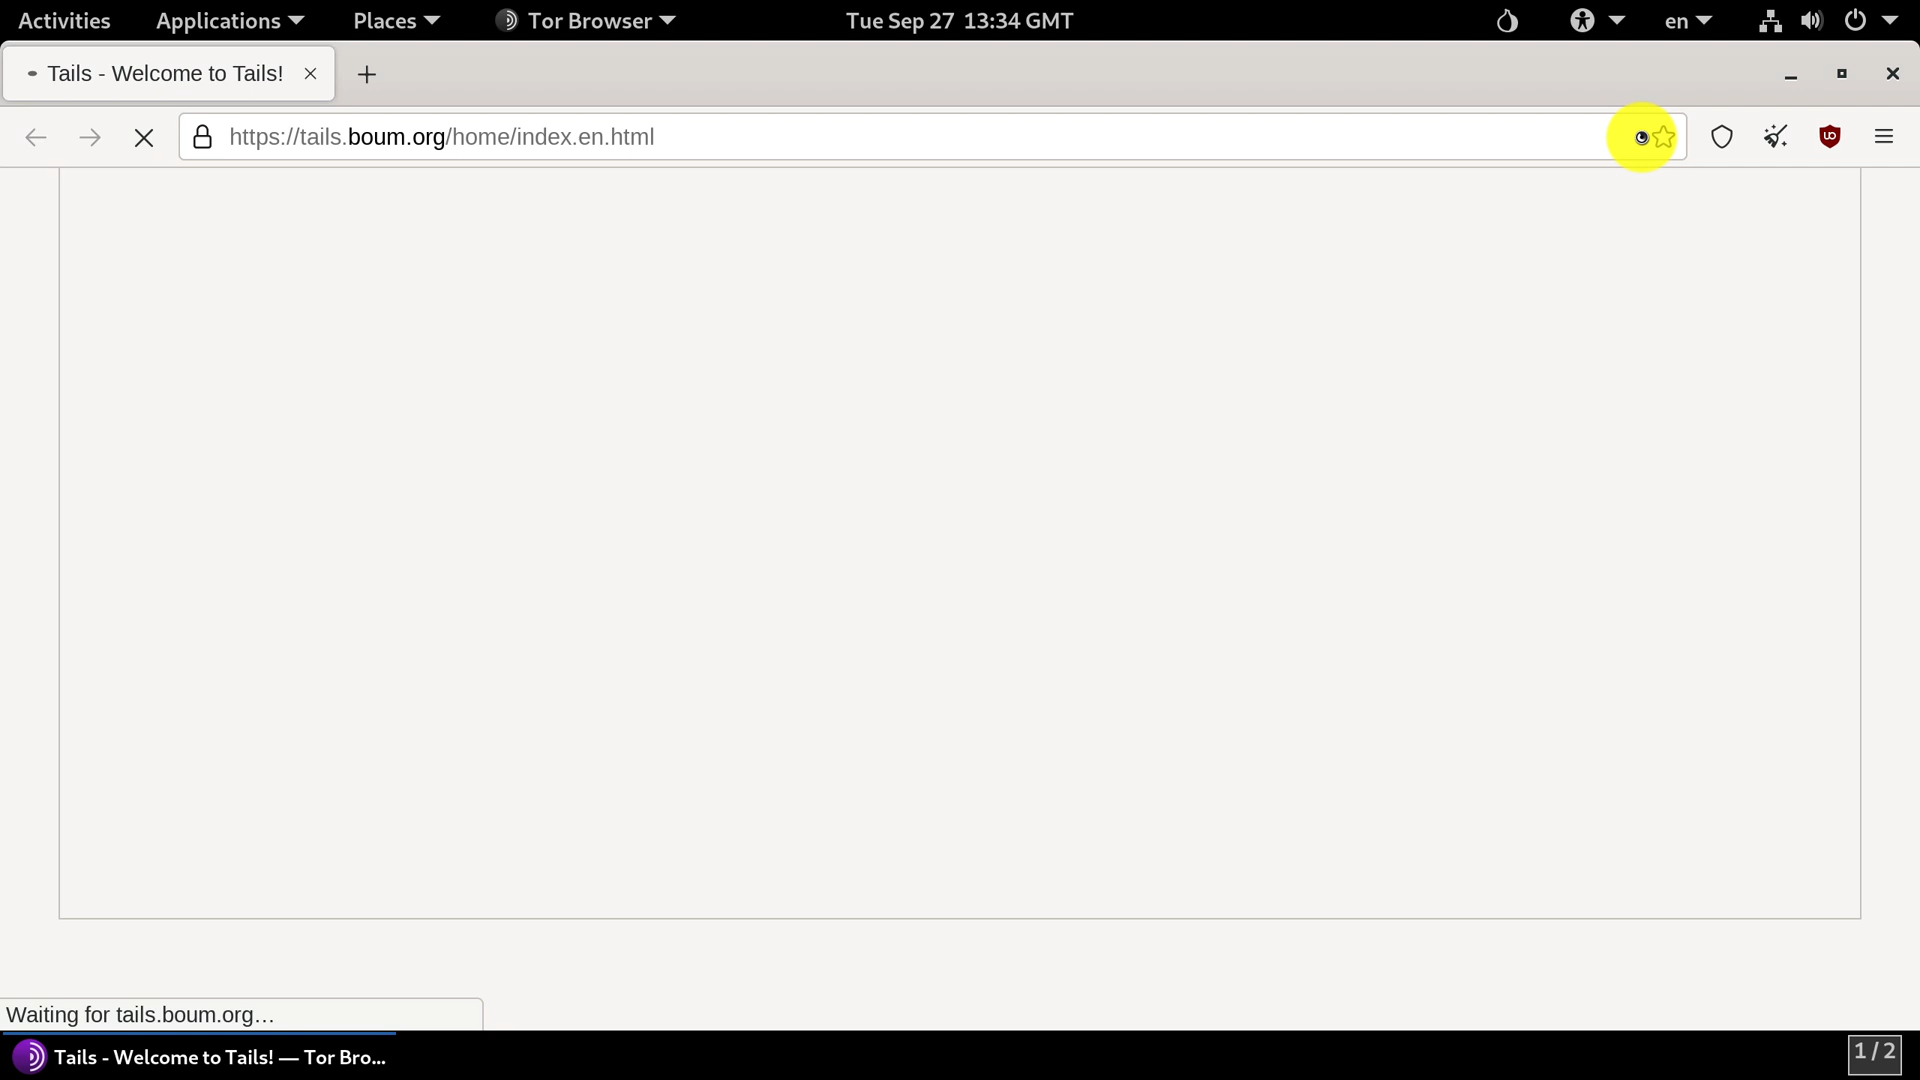 Activities Applications Places Tor Browser Tue Sep 27 13:34 GMT en
Tails - Welcome to Tails!
https://tails.boum.org/home/index.en.html
Waiting for tails.boum.org…
Tails - Welcome to Tails! — Tor Bro… 1 / 2